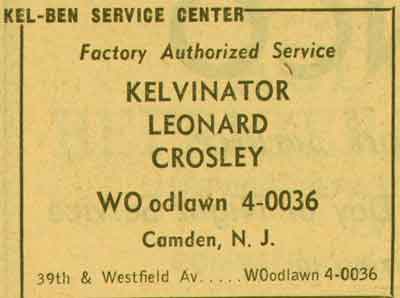 KEL-BEN SERVICE CENTER
Factory Authorized Service
KELVINATOR
LEONARD
CROSLEY
WO odlawn 4-0036
Camden, N. J.
39th & Westfield Av.....WOodlawn 4-0036